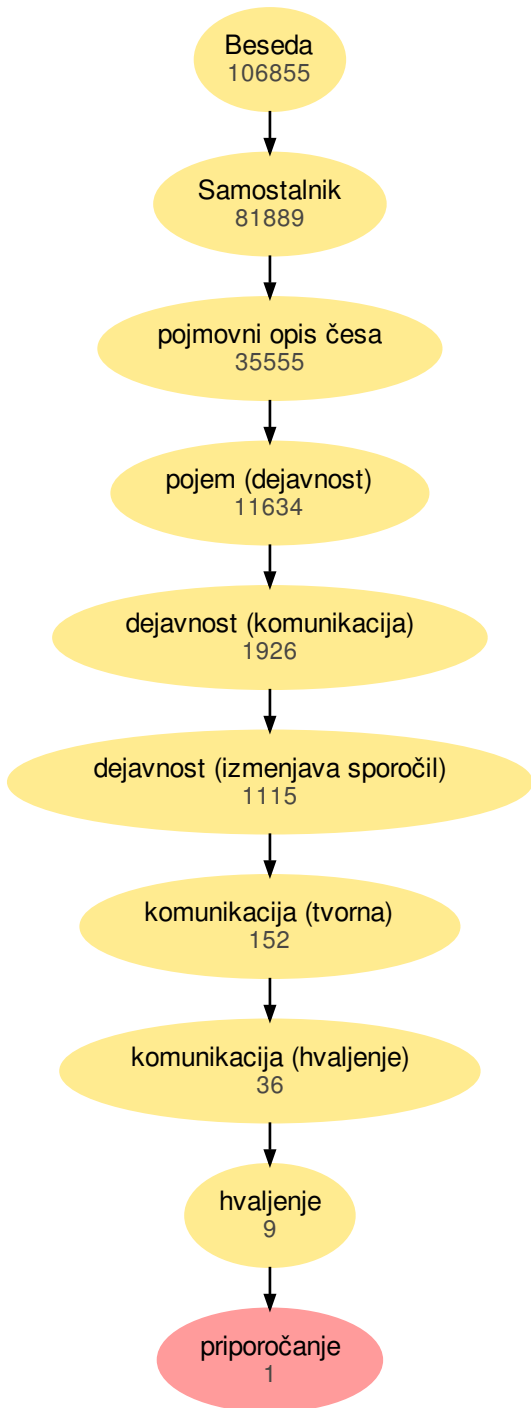 Beseda
106855
Samostalnik
81889
pojmovni opis česa
35555
pojem (dejavnost)
11634
dejavnost (komunikacija)
1926
dejavnost (izmenjava sporočil)
1115
komunikacija (tvorna)
152
komunikacija (hvaljenje)
36
hvaljenje
9
priporočanje
1